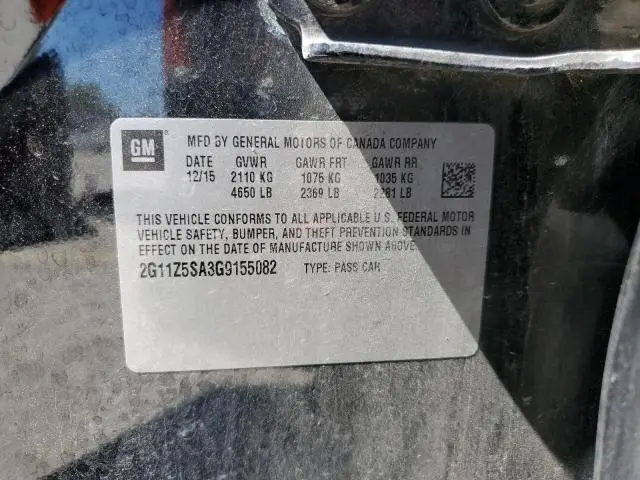 GM
MFD BY GENERAL MOTORS OF CANADA COMPANY
DATE GVWR GAWR FRT GAWR RR
12/15 2110 KG 1075 KG 1035 KG
4650 LB 2369 LB 2281 LB
THIS VEHICLE CONFORMS TO ALL APPLICABLE U.S. FEDERAL MOTOR
VEHICLE SAFETY, BUMPER, AND THEFT PREVENTION STANDARDS IN
EFFECT ON THE DATE OF MANUFACTURE SHOWN ABOVE.
2G11Z5SA3G9155082 TYPE: PASS CAR